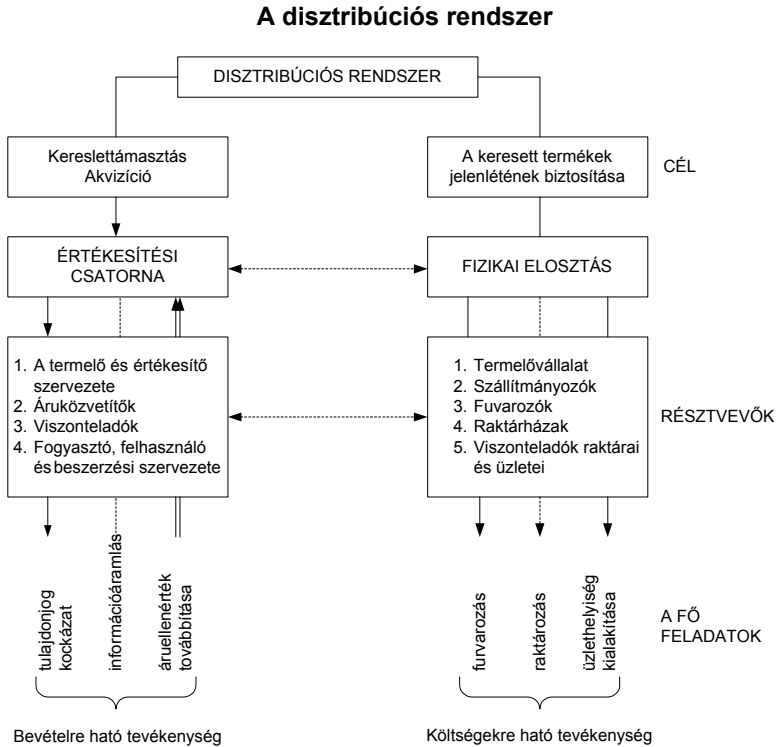 A disztribúciós rendszer
DISZTRIBÚCIÓS RENDSZER
Kereslettámasztás
Akvizíció
A keresett termékek
jelenlétének biztosítása
CÉL
ÉRTÉKESÍTÉSI
CSATORNA
FIZIKAI ELOSZTÁS
1. A termelő és értékesítő
szervezete
2. Áruközvetítők
3. Viszonteladók
4. Fogyasztó, felhasználó
és beszerzési szervezete
1. Termelővállalat
2. Szállítmányozók
3. Fuvarozók
4. Raktárházak
5. Viszonteladók raktárai
és üzletei
RÉSZTVEVŐK
tulajdonjog
kockázat
információáramlás
áruellenérték
továbbítása
furvarozás
raktározás
üzlethelyiség
kialakítása
A FŐ
FELADATOK
Bevételre ható tevékenység
Költségekre ható tevékenység